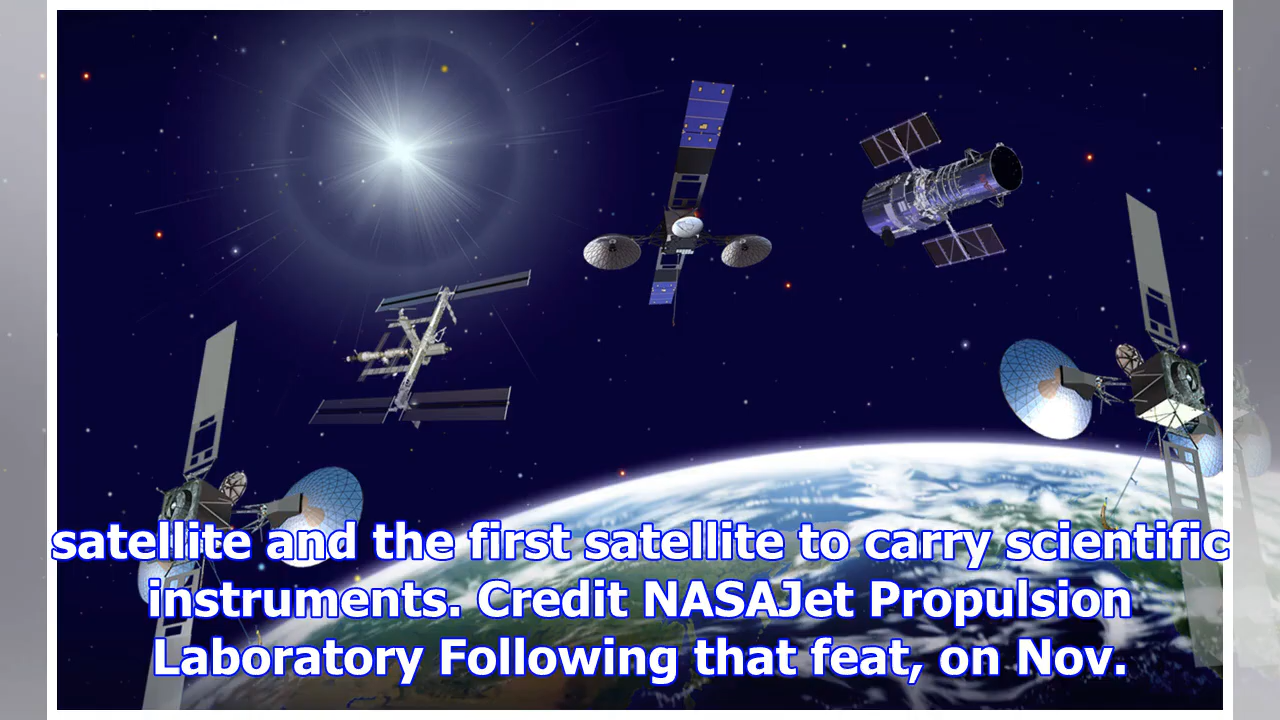 satellite and the first satellite to carry scientific
instruments. Credit NASAJet Propulsion
Laboratory Following that feat, on Nov.